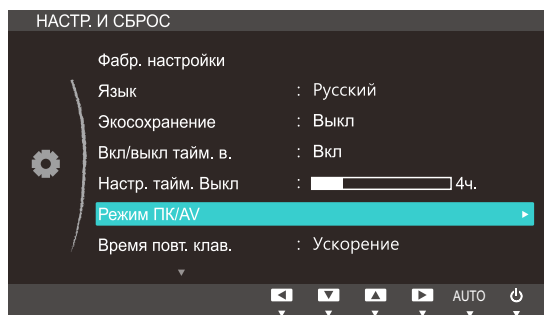 НАСТР. И СБРОС
Фабр. настройки
Язык : Русский
Экосохранение : Выкл
Вкл/выкл тайм. в. : Вкл
Настр. тайм. Выкл : 4ч.
Режим ПК/AV
Время повт. клав. : Ускорение
AUTO